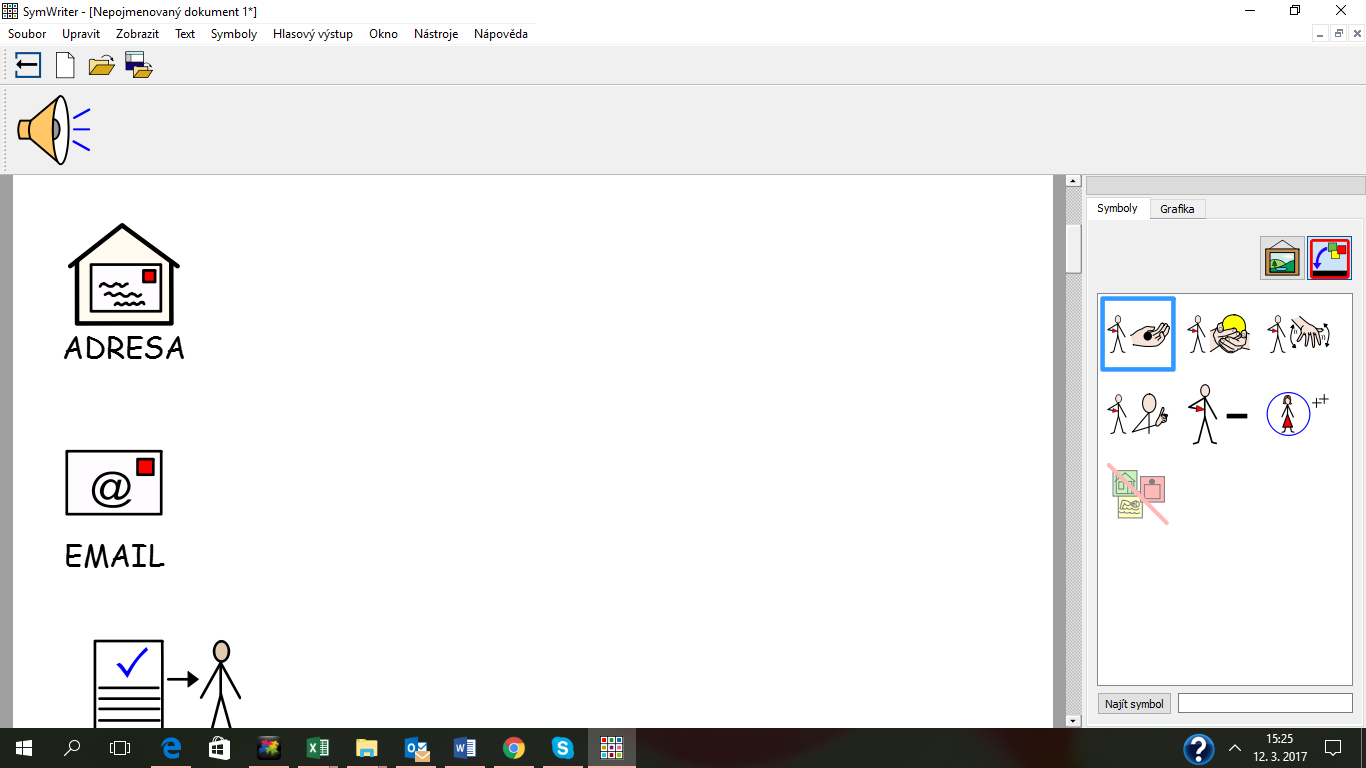 SymWriter - [Nepojmenovaný dokument 1*]
Soubor Upravit Zobrazit Text Symboly Hlasový výstup Okno Nástroje Nápověda
Symboly Grafika
ADRESA
@
EMAIL
Najít symbol
15:25
12. 3. 2017